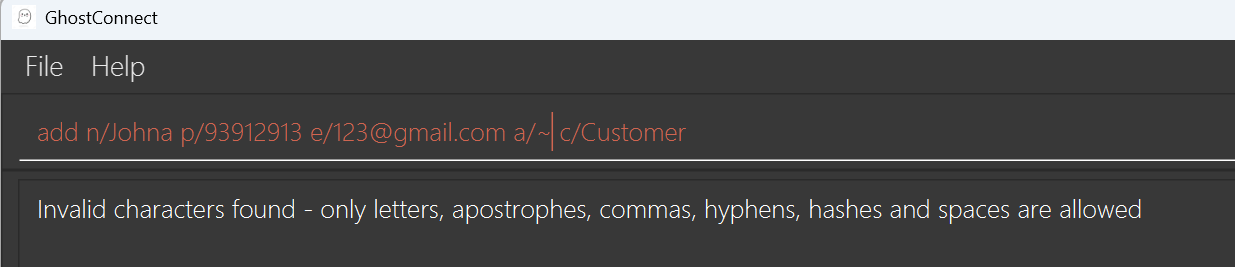 GhostConnect
File Help
add n/Johna p/93912913 e/123@gmail.com a/~ c/Customer
Invalid characters found - only letters, apostrophes, commas, hyphens, hashes and spaces are allowed